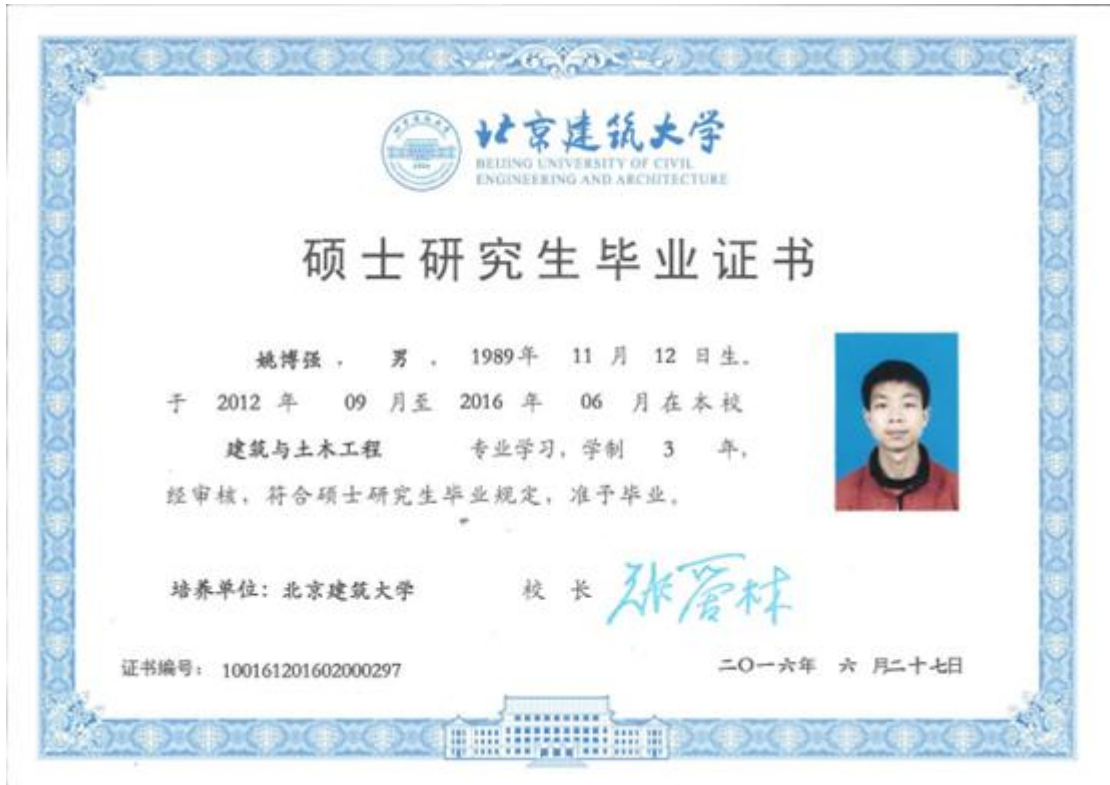 北京建筑大学
BEIJING UNIVERSITY OF CIVIL
ENGINEERING AND ARCHITECTURE
硕士研究生毕业证书
姚博强，男，1989年 11 月 12 日生。
于 2012 年 09 月至 2016 年 06 月在本校
建筑与土木工程 专业学习，学制 3 年，
经审核，符合硕士研究生毕业规定，准予毕业。
培养单位：北京建筑大学 校 长
证书编号： 100161201602000297 二〇一六年 六 月二十七日